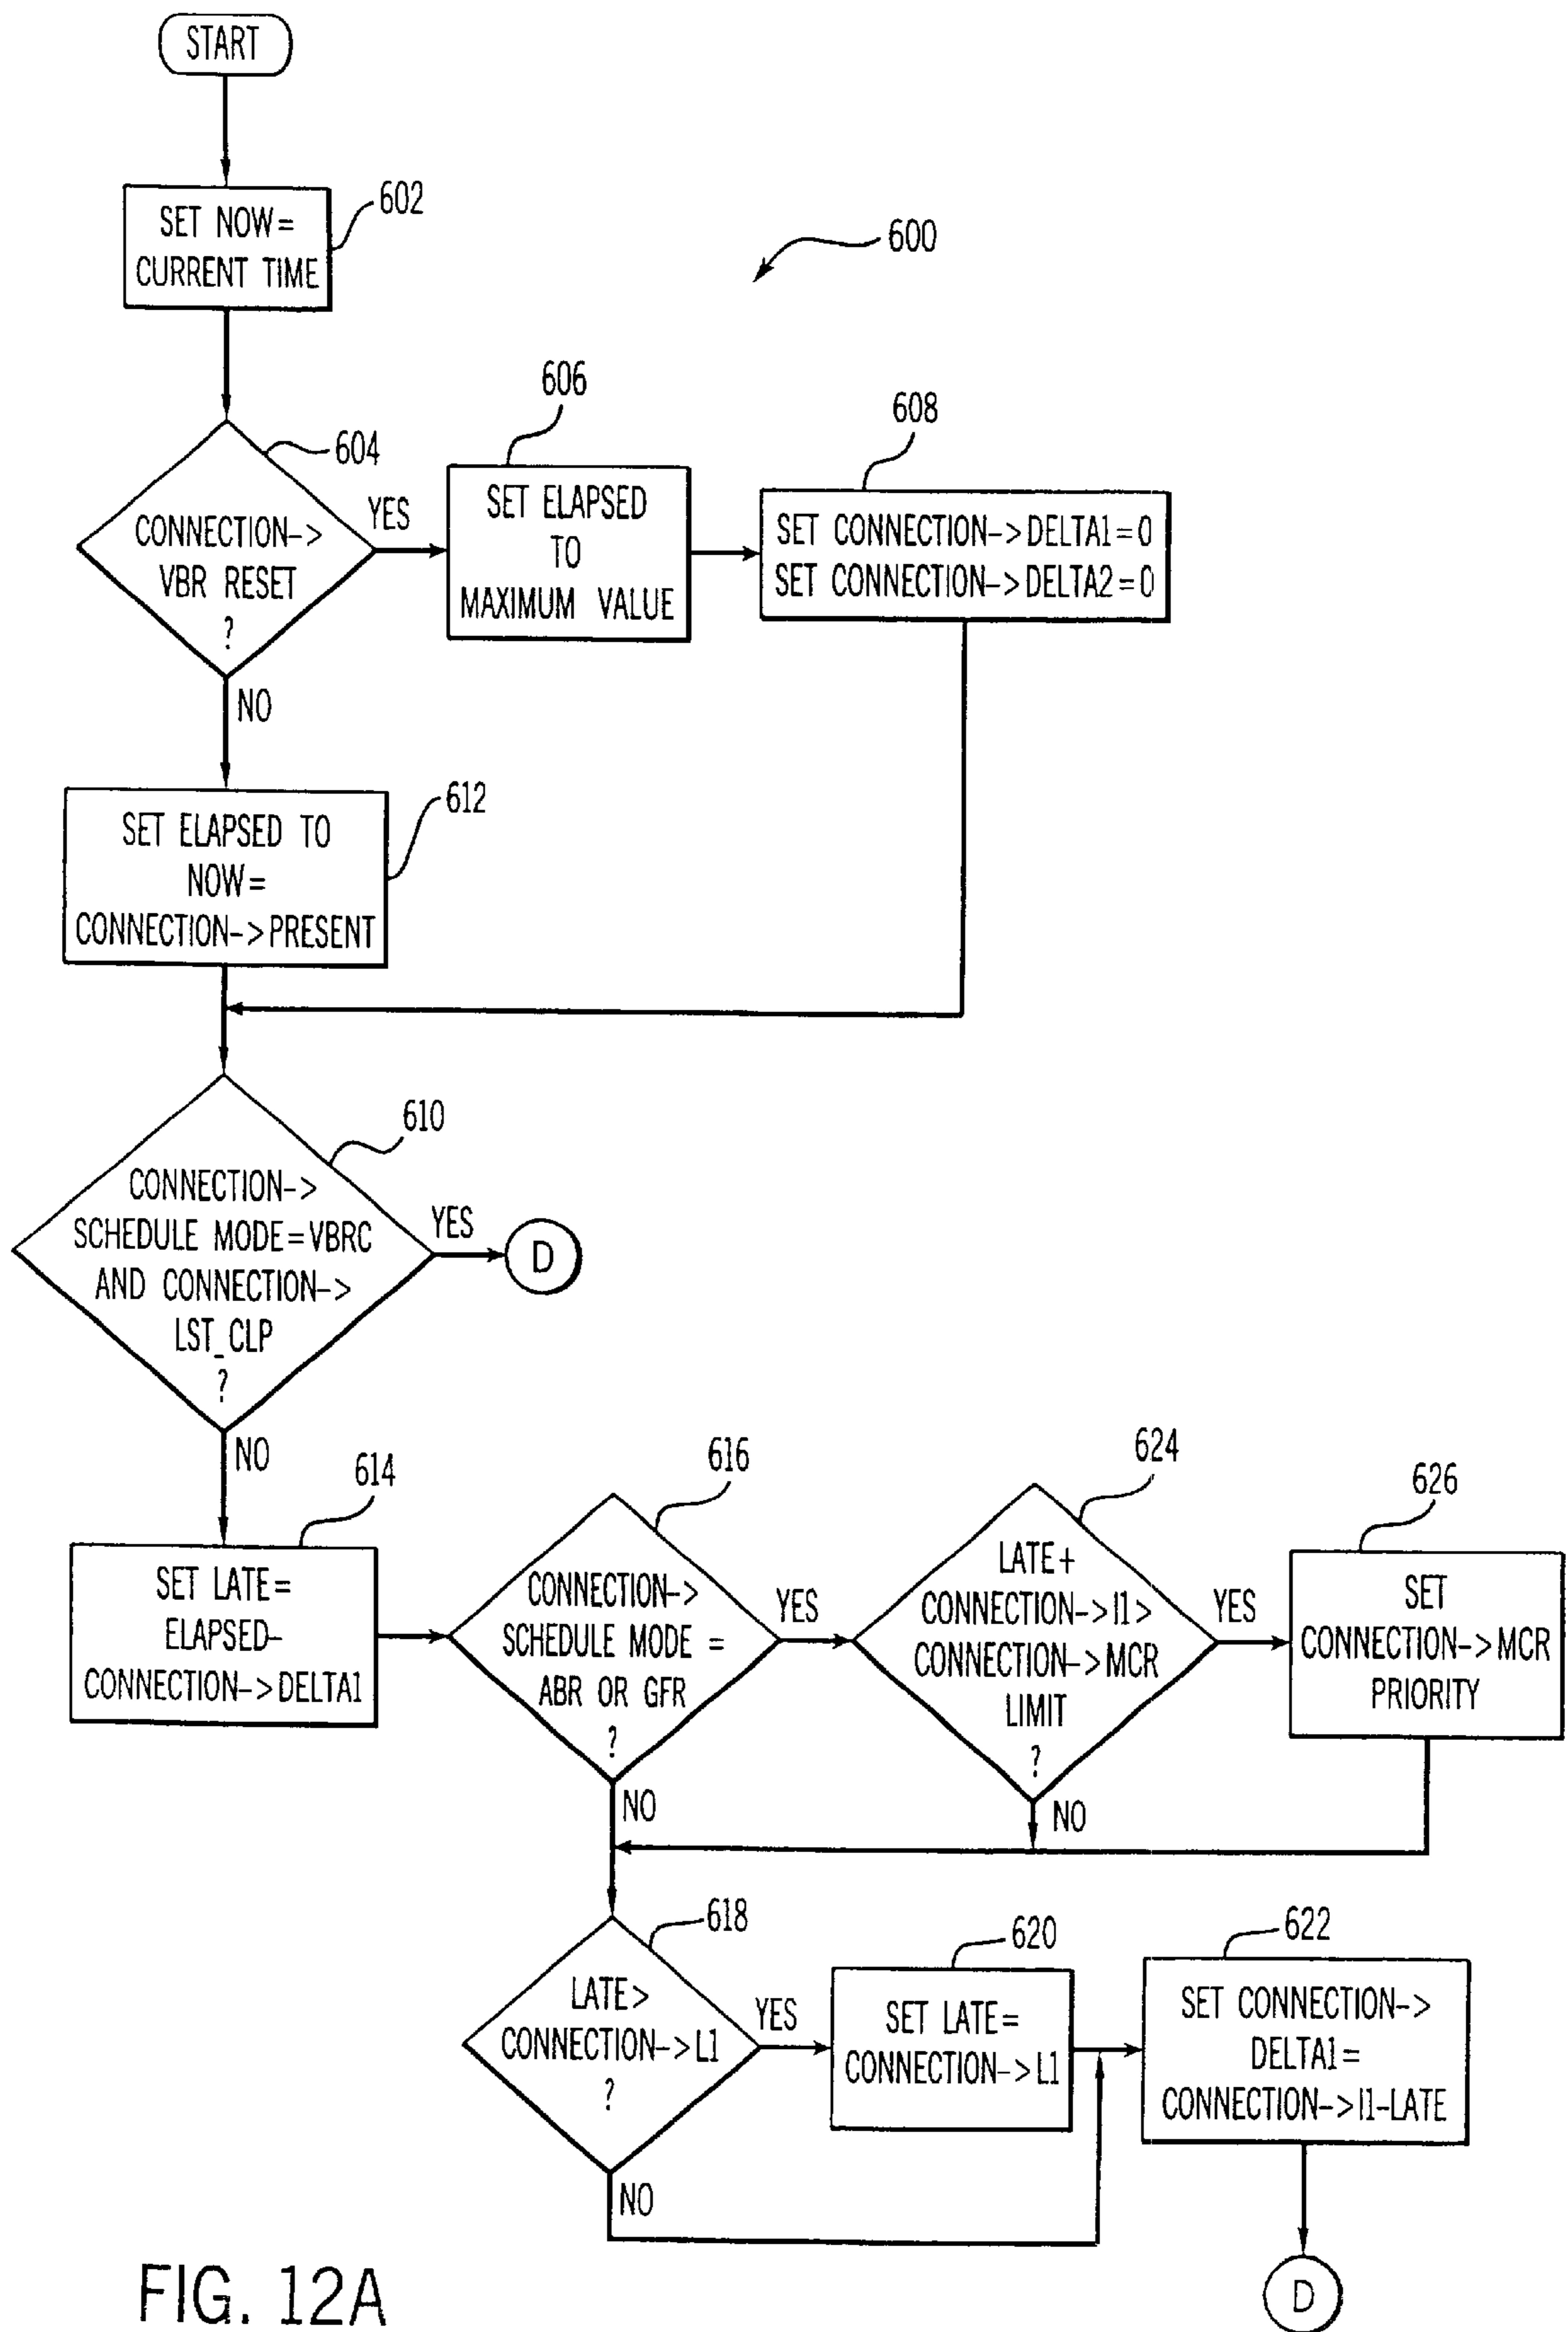 START
602
SET NOW=
CURRENT TIME
600
604
CONNECTION->
VBR RESET
?
YES
606
SET ELAPSED
TO
MAXIMUM VALUE
608
SET CONNECTION->DELTA1=0
SET CONNECTION->DELTA2=0
NO
612
SET ELAPSED TO
NOW=
CONNECTION->PRESENT
610
CONNECTION->
SCHEDULE MODE=VBRC
AND CONNECTION->
LST_CLP
?
YES
D
NO
614
SET LATE=
ELAPSED-
CONNECTION->DELTA1
616
CONNECTION->
SCHEDULE MODE =
ABR OR GFR
?
YES
624
LATE+
CONNECTION->I1>
CONNECTION->MCR
LIMIT
?
YES
626
SET
CONNECTION->MCR
PRIORITY
NO
NO
618
LATE>
CONNECTION->L1
?
YES
620
SET LATE=
CONNECTION->L1
622
SET CONNECTION->
DELTA1=
CONNECTION->I1-LATE
NO
D
FIG. 12A